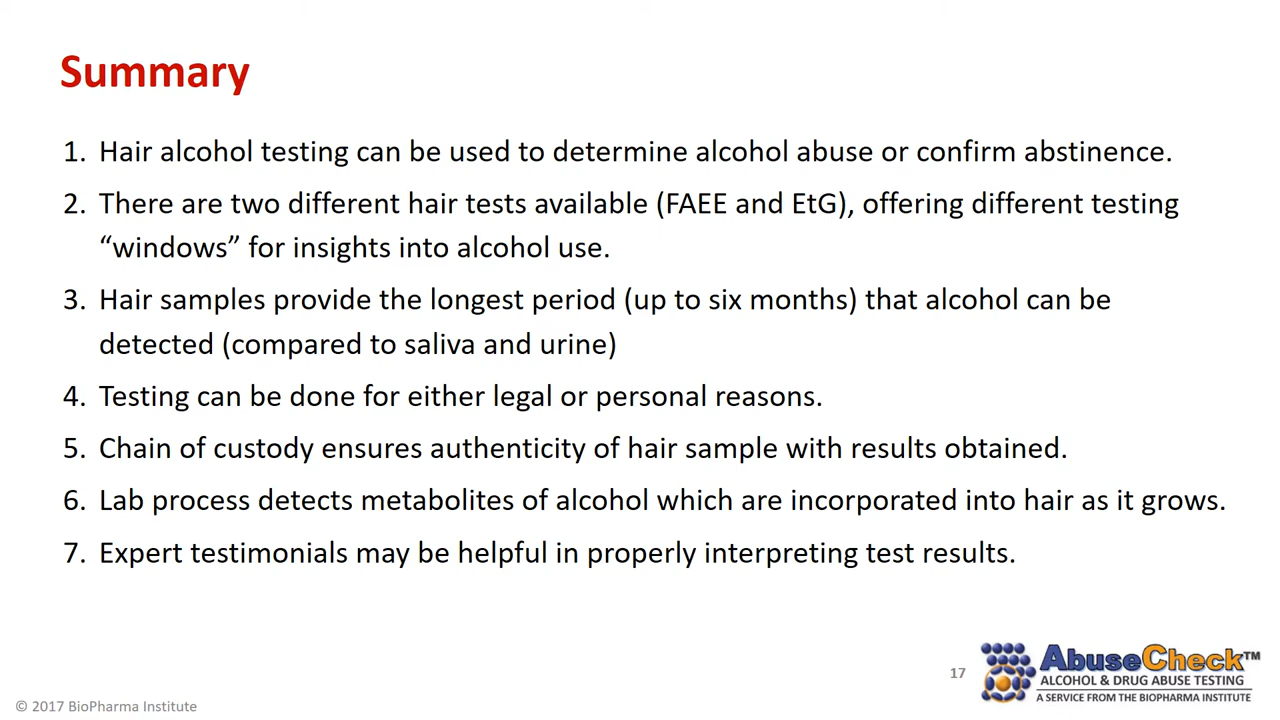 Summary
1. Hair alcohol testing can be used to determine alcohol abuse or confirm abstinence.
2. There are two different hair tests available (FAEE and EtG), offering different testing
“windows” for insights into alcohol use.
3. Hair samples provide the longest period (up to six months) that alcohol can be
detected (compared to saliva and urine)
4. Testing can be done for either legal or personal reasons.
5. Chain of custody ensures authenticity of hair sample with results obtained.
6. Lab process detects metabolites of alcohol which are incorporated into hair as it grows.
7. Expert testimonials may be helpful in properly interpreting test results.
17
AbuseCheck™
ALCOHOL & DRUG ABUSE TESTING
A SERVICE FROM THE BIOPHARMA INSTITUTE
© 2017 BioPharma Institute